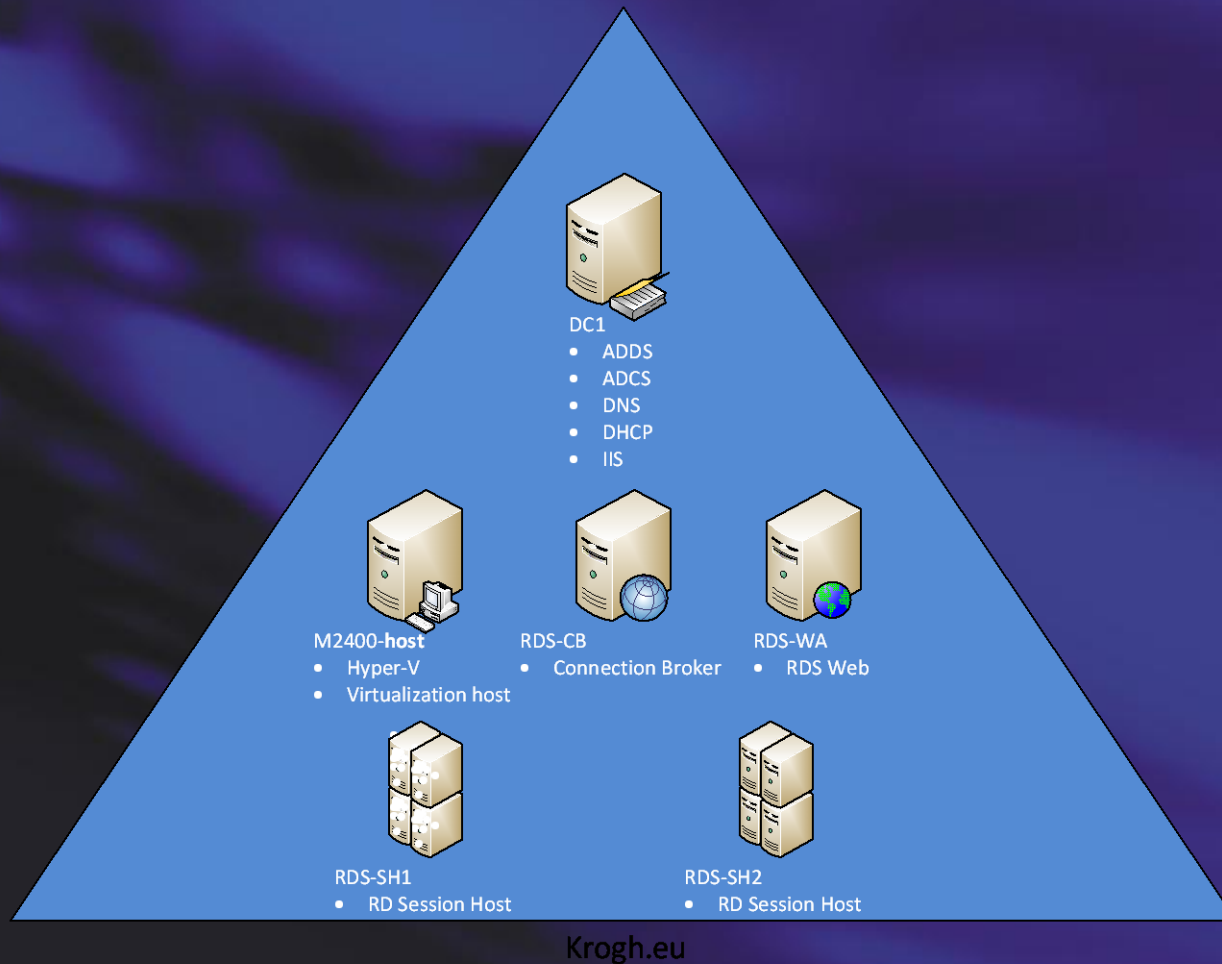 DC1
• ADDS
• ADCS
• DNS
• DHCP
• IIS
M2400-host
• Hyper-V
• Virtualization host
RDS-CB
• Connection Broker
RDS-WA
• RDS Web
RDS-SH1
• RD Session Host
RDS-SH2
• RD Session Host
Krogh.eu